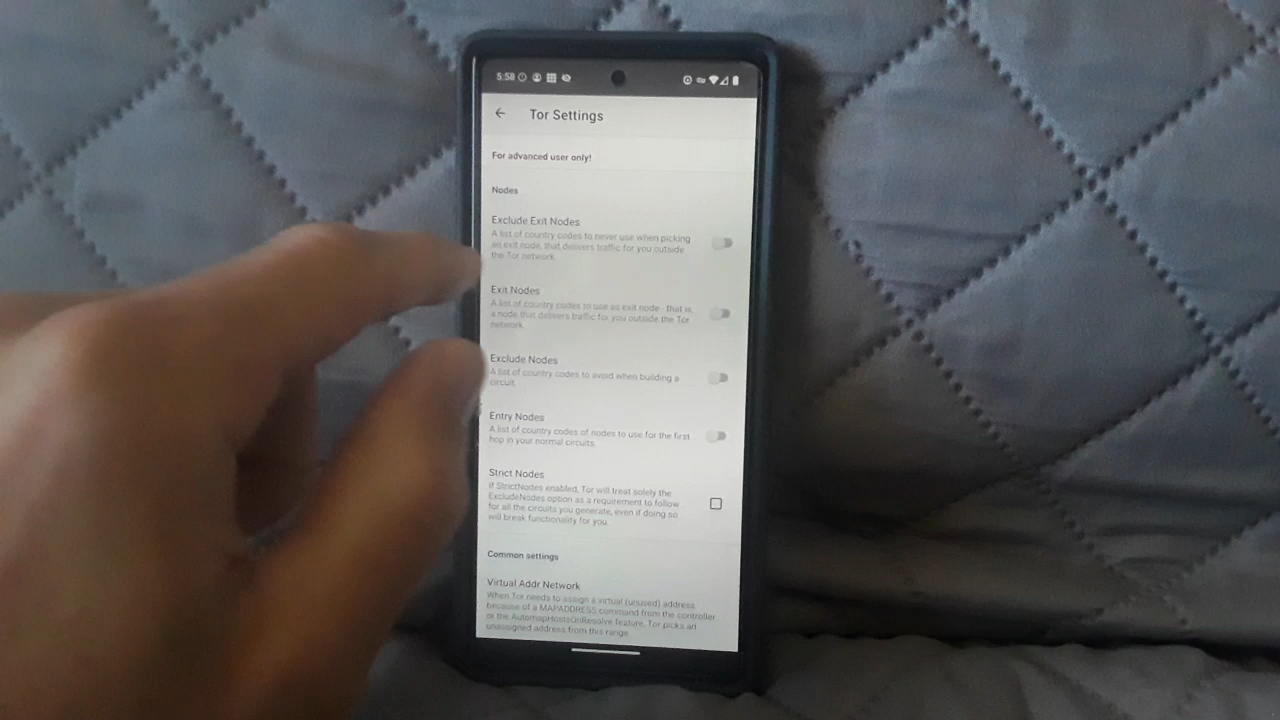 5:58
Tor Settings
For advanced user only!
Nodes
Exclude Exit Nodes
A list of country codes to never use when picking
an exit node, that delivers traffic for you outside
the Tor network.
Exit Nodes
A list of country codes to use as exit node - that is,
a node that delivers traffic for you outside the Tor
network.
Exclude Nodes
A list of country codes to avoid when building a
circuit.
Entry Nodes
A list of country codes of nodes to use for the first
hop in your normal circuits.
Strict Nodes
If StrictNodes enabled, Tor will treat solely the
ExcludeNodes option as a requirement to follow
for all the circuits you generate, even if doing so
will break functionality for you.
Common settings
Virtual Addr Network
When Tor needs to assign a virtual (unused) address
because of a MAPADDRESS command from the controller
or the AutomapHostsOnResolve feature, Tor picks an
unassigned address from this range.